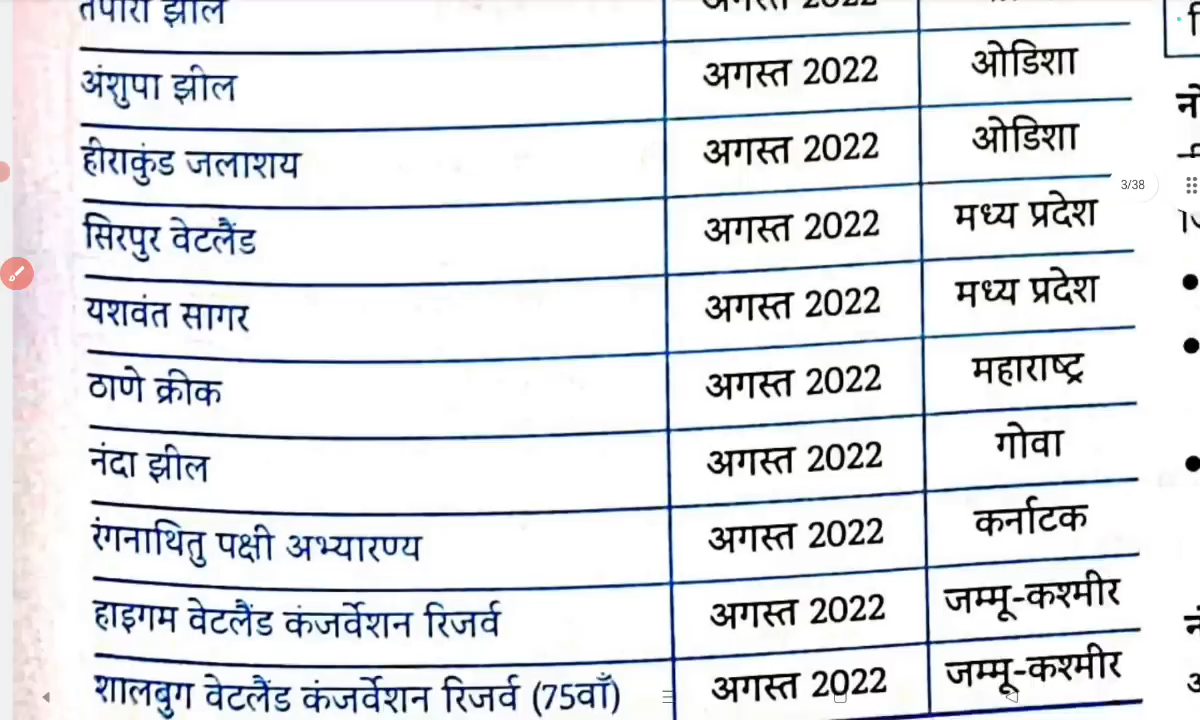 तपारा झील
अंशुपा झील अगस्त 2022 ओडिशा
हीराकुंड जलाशय अगस्त 2022 ओडिशा
3/38
सिरपुर वेटलैंड अगस्त 2022 मध्य प्रदेश
यशवंत सागर अगस्त 2022 मध्य प्रदेश
ठाणे क्रीक अगस्त 2022 महाराष्ट्र
नंदा झील अगस्त 2022 गोवा
रंगनाथितु पक्षी अभ्यारण्य अगस्त 2022 कर्नाटक
हाइगम वेटलैंड कंजर्वेशन रिजर्व अगस्त 2022 जम्मू-कश्मीर
शालबुग वेटलैंड कंजर्वेशन रिजर्व (75वाँ) अगस्त 2022 जम्मू-कश्मीर